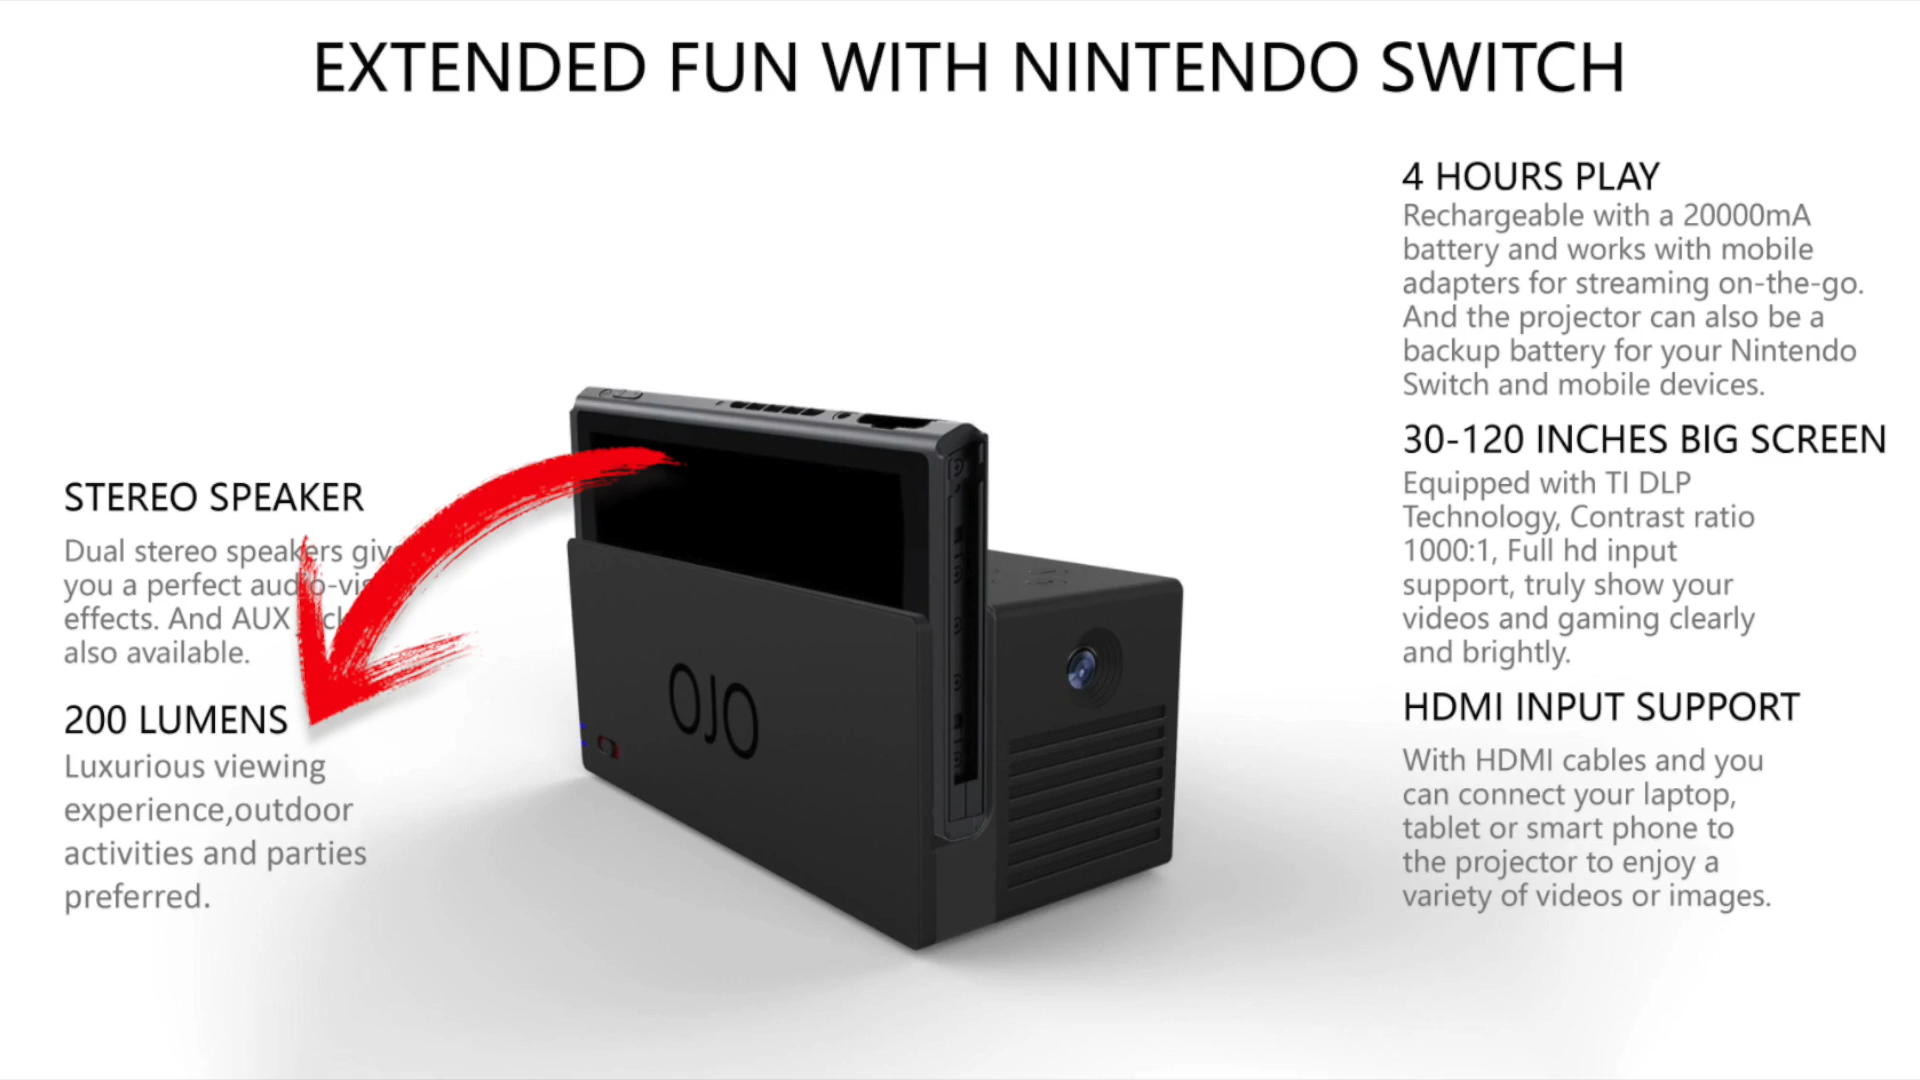 EXTENDED FUN WITH NINTENDO SWITCH
STEREO SPEAKER
Dual stereo speakers
you a perfect
effects. And AUX
also available.
200 LUMENS
Luxurious viewing
experience,outdoor
activities and parties
preferred.
OJO
4 HOURS PLAY
Rechargeable with a 20000mA
battery and works with mobile
adapters for streaming on-the-go.
And the projector can also be a
backup battery for your Nintendo
Switch and mobile devices.
30-120 INCHES BIG SCREEN
Equipped with TI DLP
Technology, Contrast ratio
1000:1, Full hd input
support, truly show your
videos and gaming clearly
and brightly.
HDMI INPUT SUPPORT
With HDMI cables and you
can connect your laptop,
tablet or smart phone to
the projector to enjoy a
variety of videos or images.